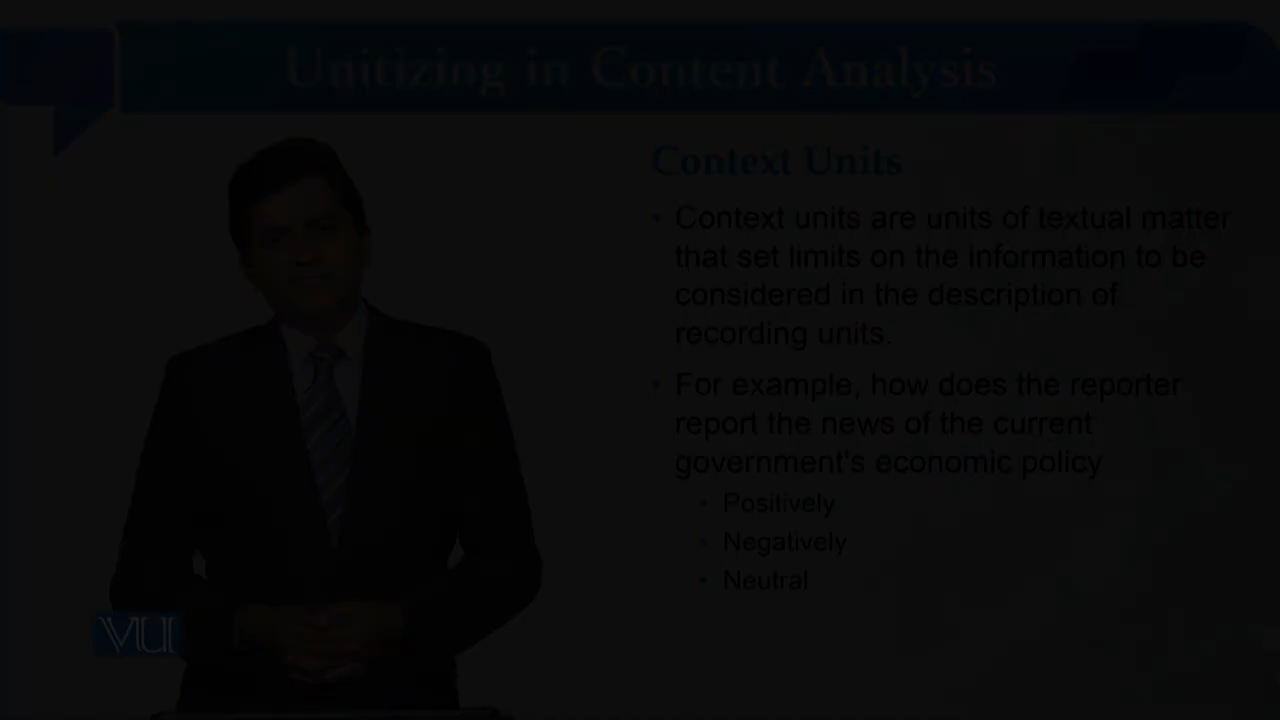 Unitizing in Content Analysis
Context Units
• Context units are units of textual matter
that set limits on the information to be
considered in the description of
recording units.
• For example, how does the reporter
report the news of the current
government's economic policy
• Positively
• Negatively
• Neutral
VU